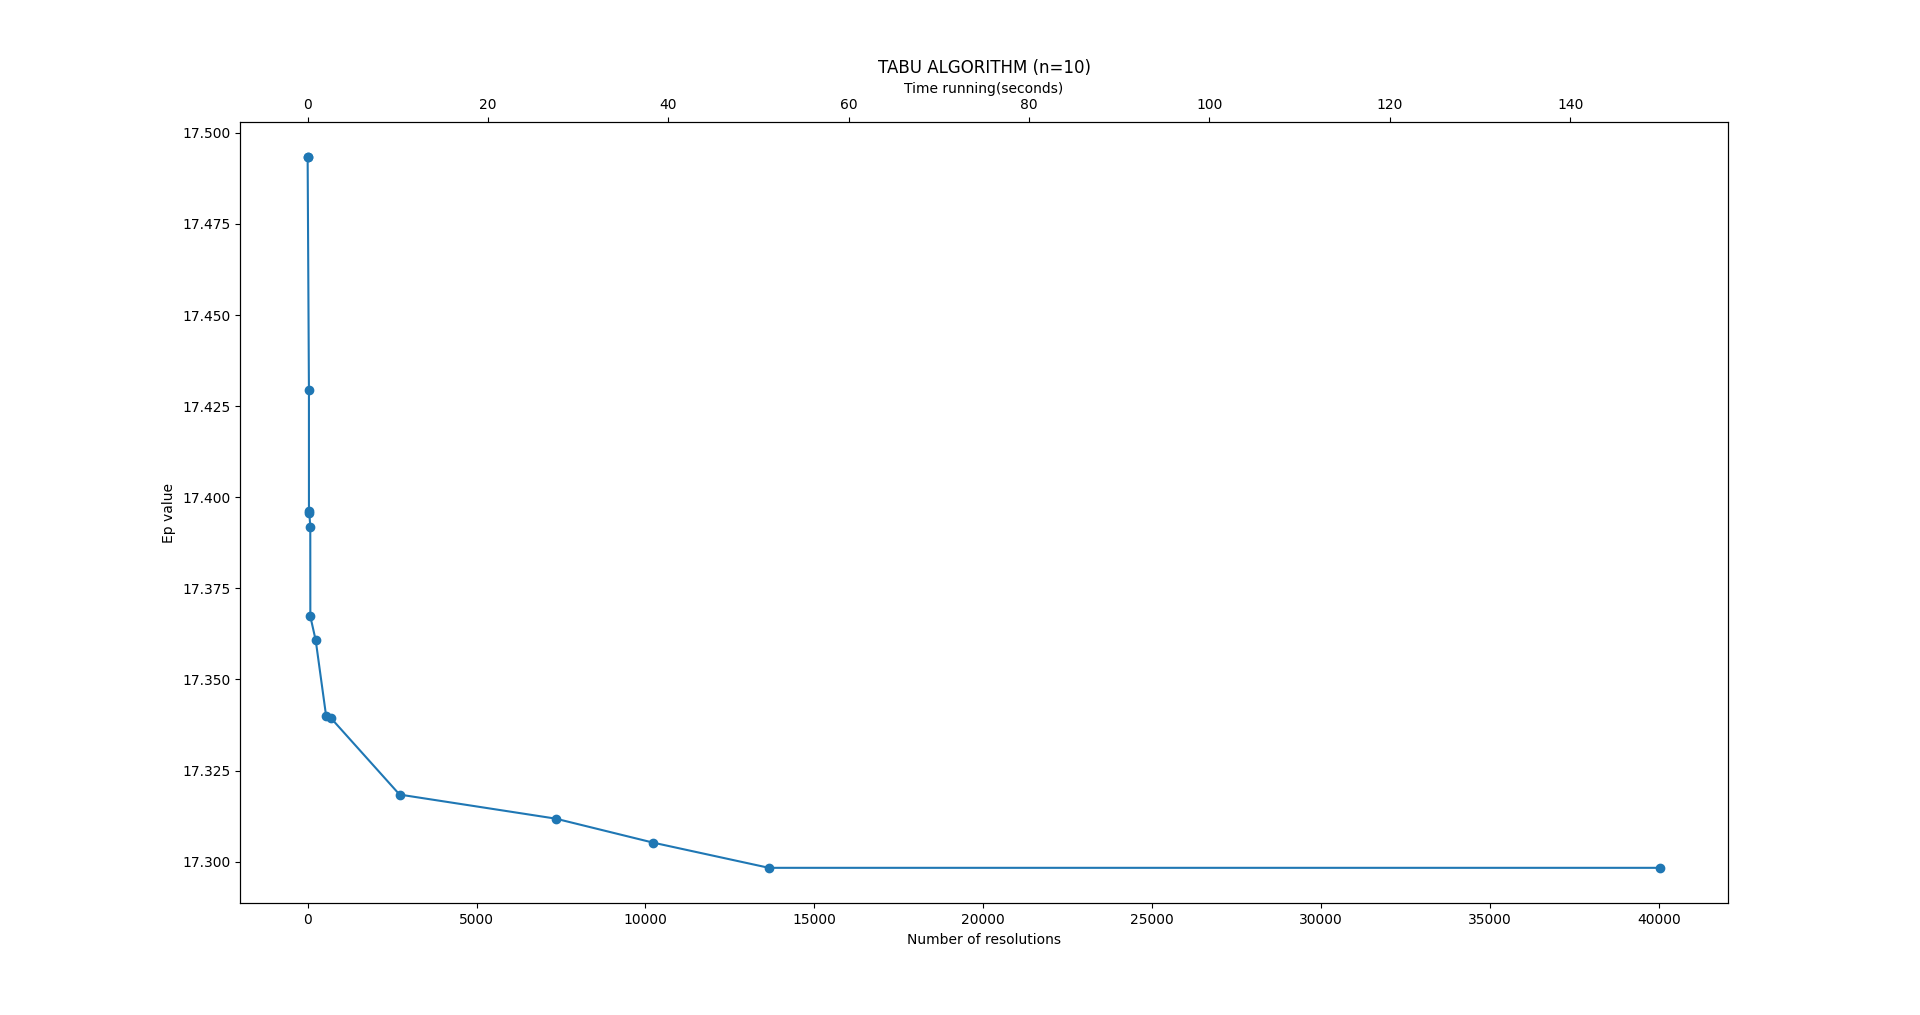 TABU ALGORITHM (n=10)
Time running(seconds)
0 20 40 60 80 100 120 140
17.500
17.475
17.450
17.425
17.400
17.375
17.350
17.325
17.300
Ep value
0 5000 10000 15000 20000 25000 30000 35000 40000
Number of resolutions